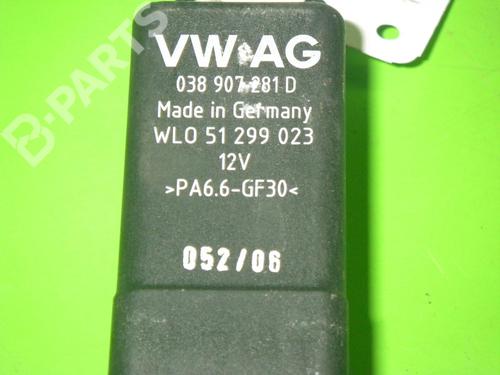 VW AG
038 907 281 D
Made in Germany
WLO 51 299 023
12V
>PA6.6-GF30<
052/06
B-PARTS